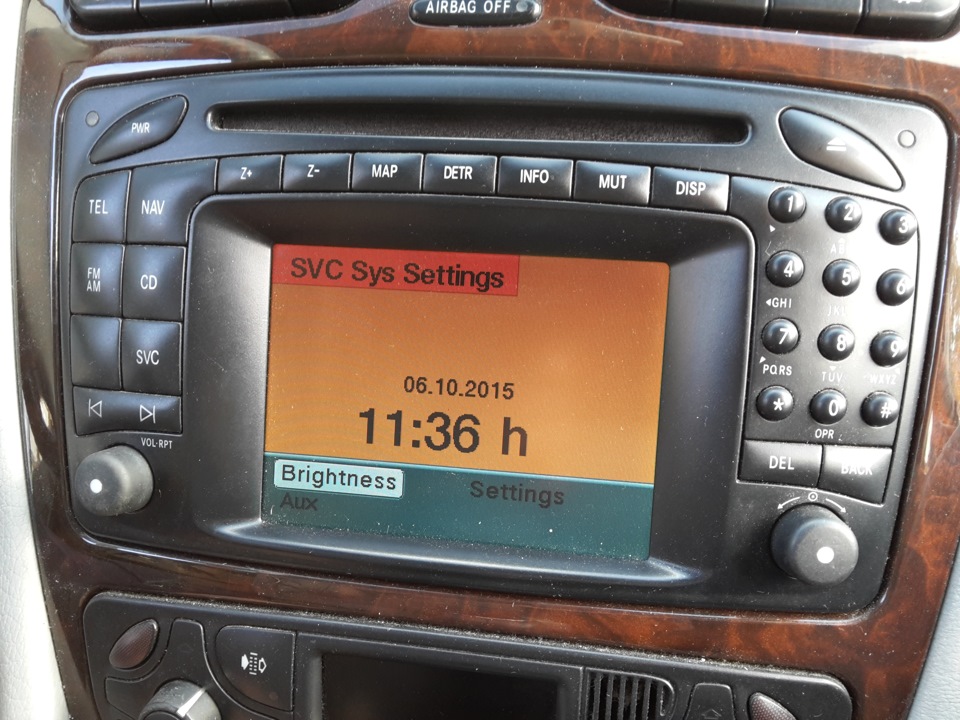 AIRBAG OFF
PWR
Z+ Z- MAP DETR INFO MUT DISP
TEL NAV
FM AM CD
SVC
VOL·RPT
SVC Sys Settings
06.10.2015
11:36 h
Brightness Settings
Aux
1 2 3
4 5 6
GHI
7 8 9
PQRS TUV WXYZ
* 0 #
OPR
DEL BACK